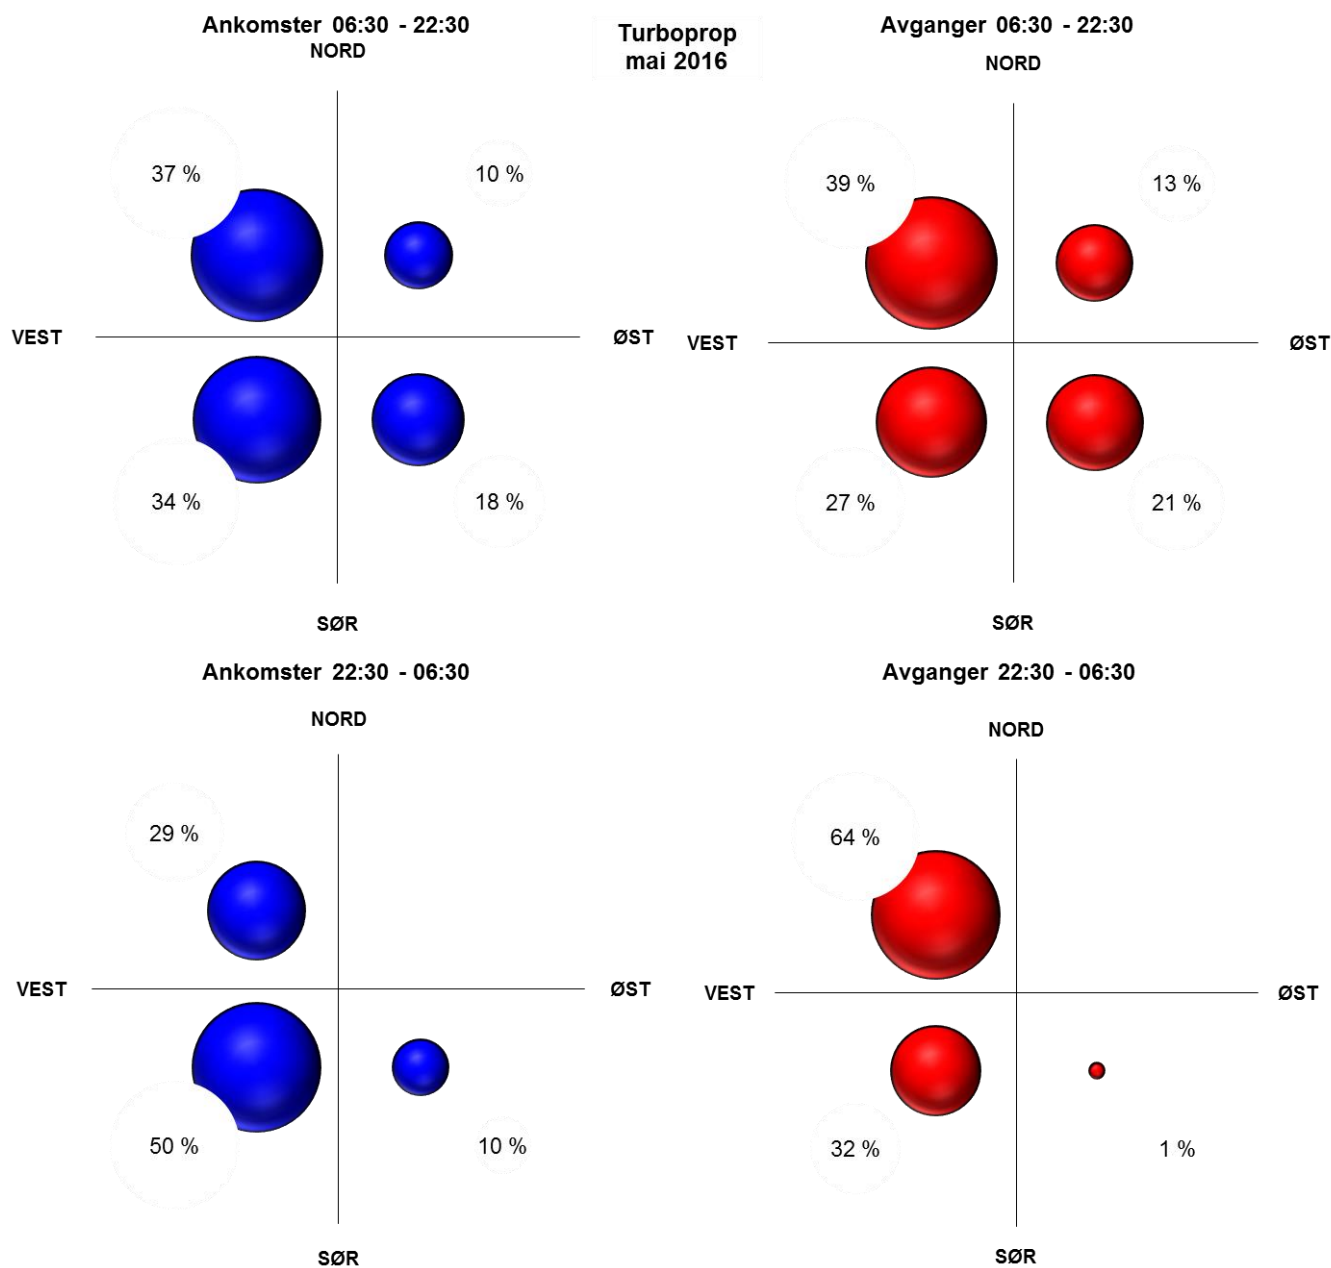 Ankomster 06:30 - 22:30
NORD
37 %
10 %
VEST
ØST
34 %
18 %
SØR
Turboprop
mai 2016
Avganger 06:30 - 22:30
NORD
39 %
13 %
VEST
ØST
27 %
21 %
SØR
Ankomster 22:30 - 06:30
NORD
29 %
VEST
ØST
50 %
10 %
SØR
Avganger 22:30 - 06:30
NORD
64 %
VEST
ØST
32 %
1 %
SØR